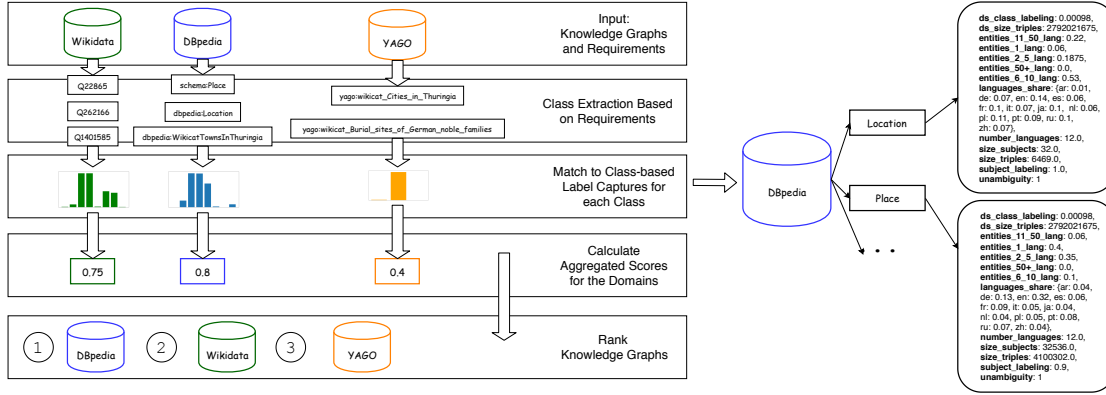 Wikidata
DBpedia
YAGO
Input:
Knowledge Graphs
and Requirements
Q22865
Q262166
Q1401585
schema:Place
dbpedia:Location
dbpedia:WikicatTownsInThuringia
yago:wikicat_Cities_in_Thuringia
yago:wikicat_Burial_sites_of_German_noble_families
Class Extraction Based
on Requirements
Match to Class-based
Label Captures for
each Class
0.75
0.8
0.4
Calculate
Aggregated Scores
for the Domains
1
DBpedia
2
Wikidata
3
YAGO
Rank
Knowledge Graphs
DBpedia
Location
Place
. . .
ds_class_labeling: 0.00098,
ds_size_triples: 2792021675,
entities_11_50_lang: 0.22,
entities_1_lang: 0.06,
entities_2_5_lang: 0.1875,
entities_50+_lang: 0.0,
entities_6_10_lang: 0.53,
languages_share: {ar: 0.01,
de: 0.07, en: 0.14, es: 0.06,
fr: 0.1, it: 0.07, ja: 0.1,  nl: 0.06,
pl: 0.11, pt: 0.09, ru: 0.1,
zh: 0.07},
number_languages: 12.0,
size_subjects: 32.0,
size_triples: 6469.0,
subject_labeling: 1.0,
unambiguity: 1
ds_class_labeling: 0.00098,
ds_size_triples: 2792021675,
entities_11_50_lang: 0.06,
entities_1_lang: 0.4,
entities_2_5_lang: 0.35,
entities_50+_lang: 0.0,
entities_6_10_lang: 0.1,
languages_share: {ar: 0.04,
de: 0.13, en: 0.32, es: 0.06,
fr: 0.09, it: 0.05, ja: 0.04,
nl: 0.04, pl: 0.05, pt: 0.08,
ru: 0.07, zh: 0.04},
number_languages: 12.0,
size_subjects: 32536.0,
size_triples: 4100302.0,
subject_labeling: 0.9,
unambiguity: 1